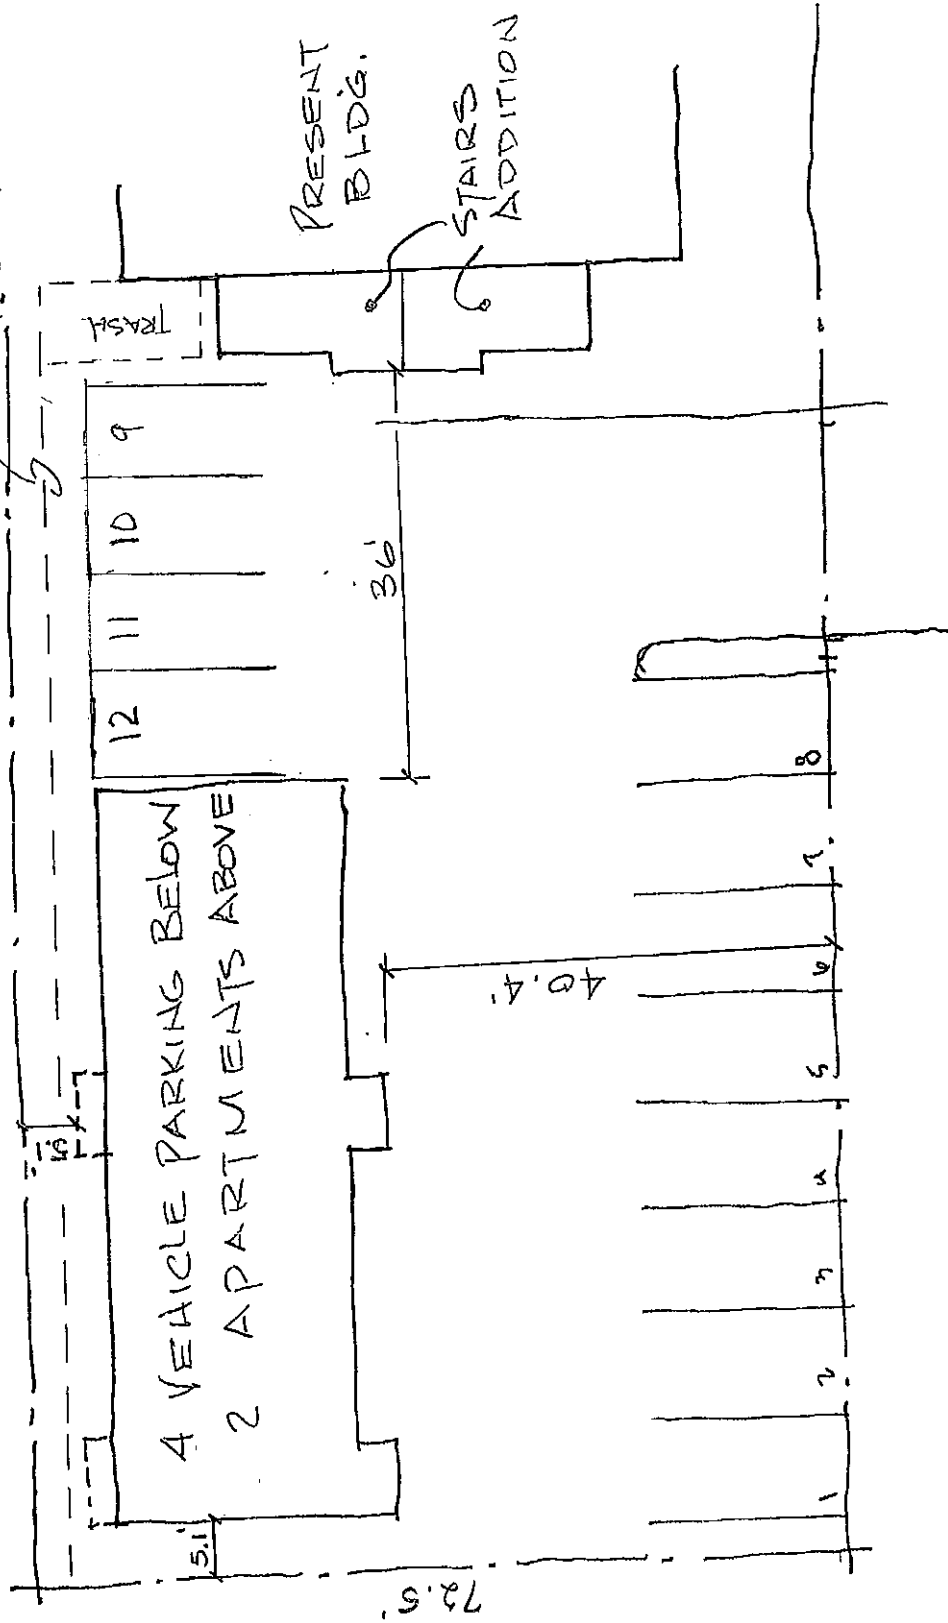 PRESENT
BLDG.
STAIRS
ADDITION
TRASH
9
10
11
12
36'
4 VEHICLE PARKING BELOW
2 APARTMENTS ABOVE
5.1'
5.1'
40.4'
72.5'
1
2
3
4
5
6
7
8